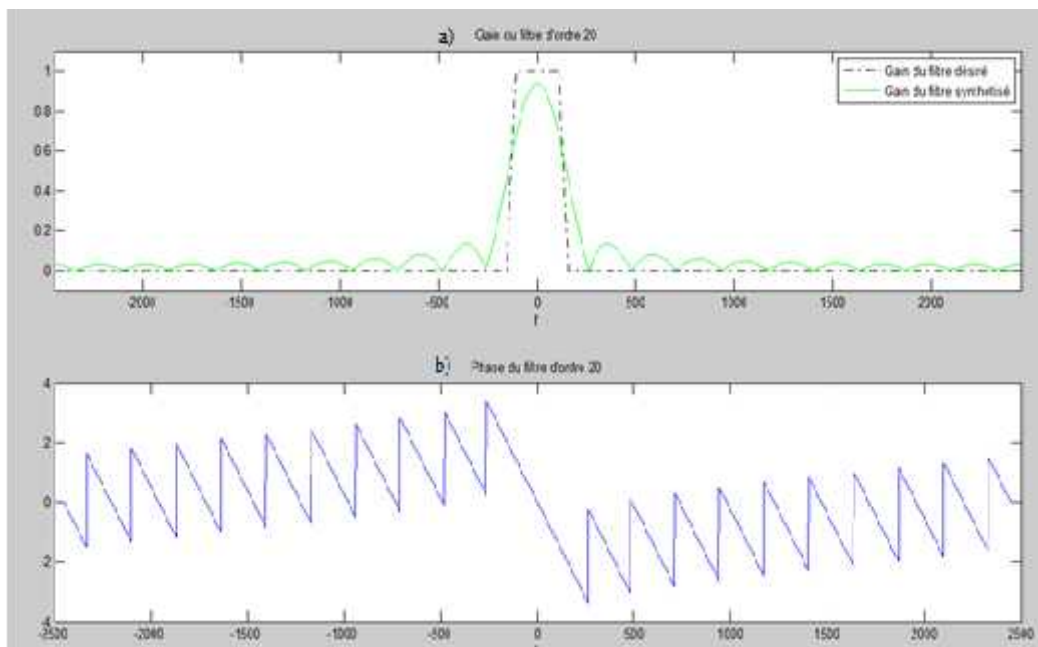 a) Gain du filtre d'ordre 20
Gain du filtre désiré
Gain du filtre synthétisé
1
0.8
0.6
0.4
0.2
0
-2000 -1500 -1000 -500 0 500 1000 1500 2000
f
b) Phase du filtre d'ordre 20
4
2
0
-2
-4
-2500 -2000 -1500 -1000 -500 0 500 1000 1500 2000 2500